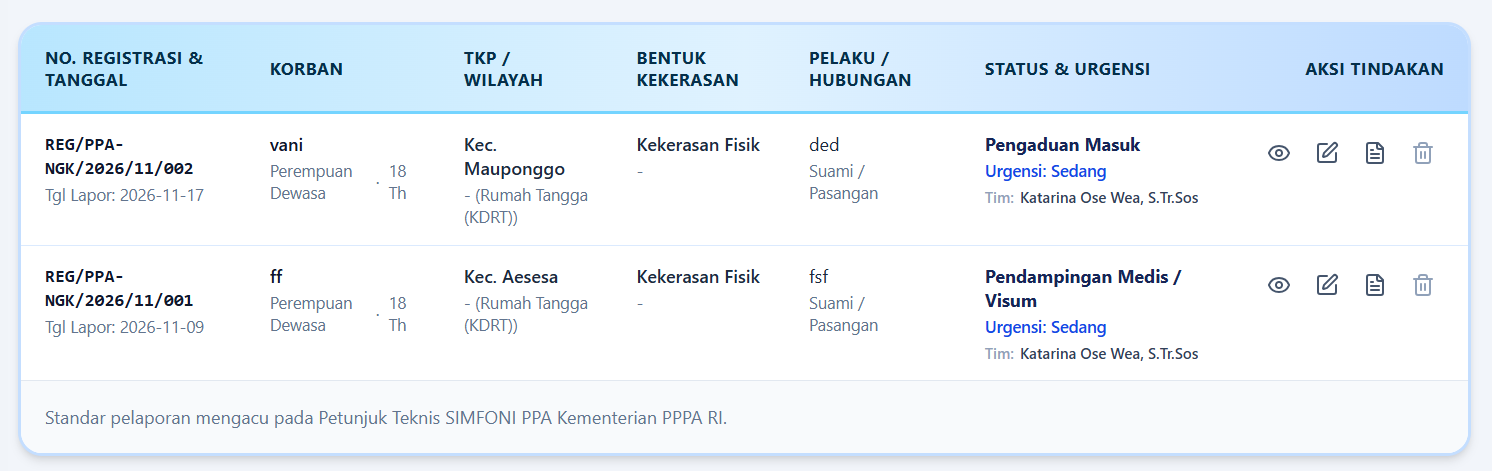 NO. REGISTRASI & TANGGAL
KORBAN
TKP / WILAYAH
BENTUK KEKERASAN
PELAKU / HUBUNGAN
STATUS & URGENSI
AKSI TINDAKAN
REG/PPA-
NGK/2026/11/002
Tgl Lapor: 2026-11-17
vani
Perempuan Dewasa · 18 Th
Kec.
Mauponggo
- (Rumah Tangga
(KDRT))
Kekerasan Fisik
-
ded
Suami /
Pasangan
Pengaduan Masuk
Urgensi: Sedang
Tim: Katarina Ose Wea, S.Tr.Sos
REG/PPA-
NGK/2026/11/001
Tgl Lapor: 2026-11-09
ff
Perempuan Dewasa · 18 Th
Kec. Aesesa
- (Rumah Tangga
(KDRT))
Kekerasan Fisik
-
fsf
Suami /
Pasangan
Pendampingan Medis /
Visum
Urgensi: Sedang
Tim: Katarina Ose Wea, S.Tr.Sos
Standar pelaporan mengacu pada Petunjuk Teknis SIMFONI PPA Kementerian PPPA RI.